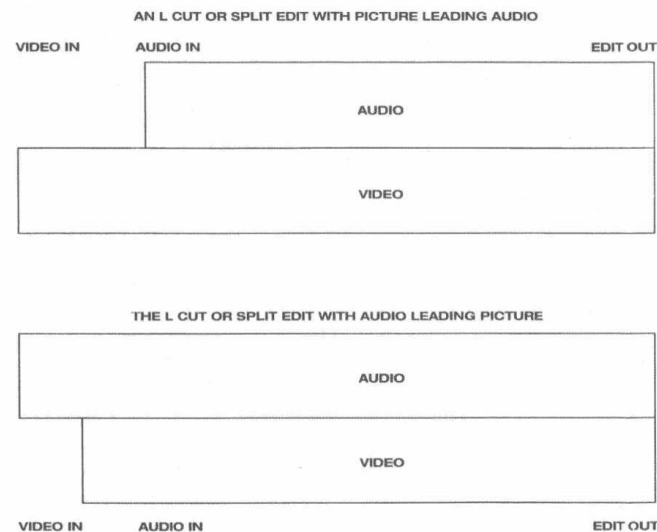 AN L CUT OR SPLIT EDIT WITH PICTURE LEADING AUDIO
VIDEO IN AUDIO IN EDIT OUT
AUDIO
VIDEO
THE L CUT OR SPLIT EDIT WITH AUDIO LEADING PICTURE
AUDIO
VIDEO
VIDEO IN AUDIO IN EDIT OUT